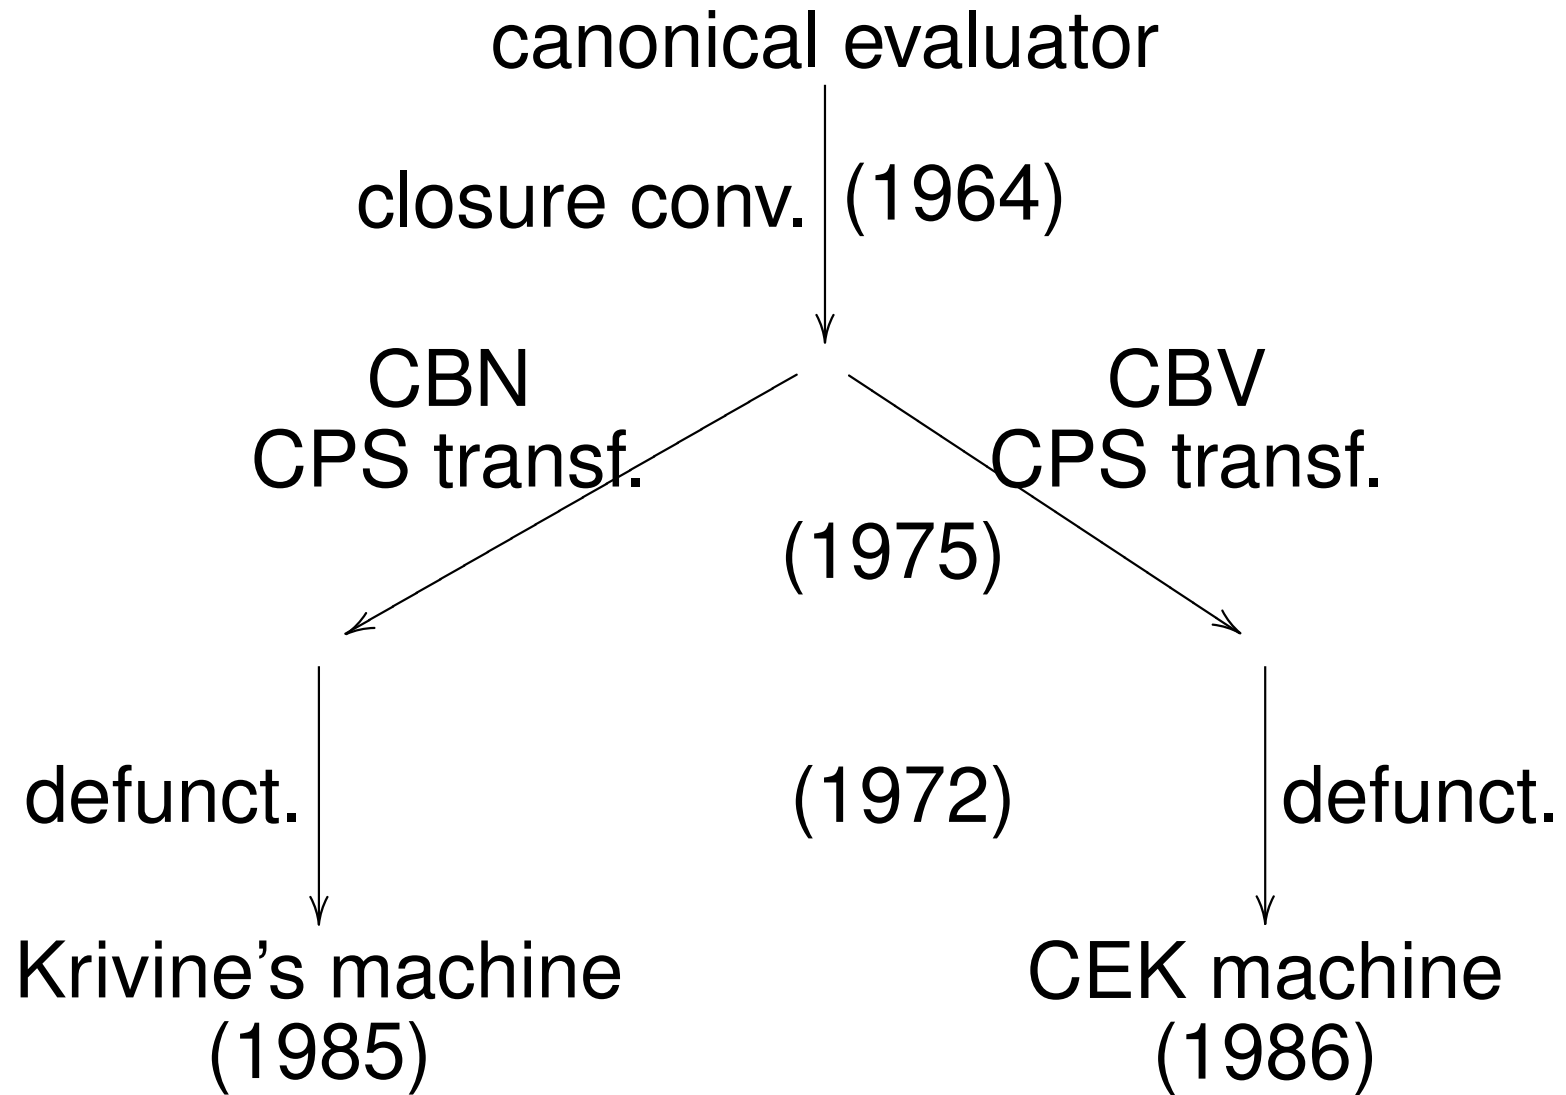 canonical evaluator
closure conv.
(1964)
CBN
CPS transf.
CBV
CPS transf.
(1975)
defunct.
(1972)
defunct.
Krivine’s machine
(1985)
CEK machine
(1986)